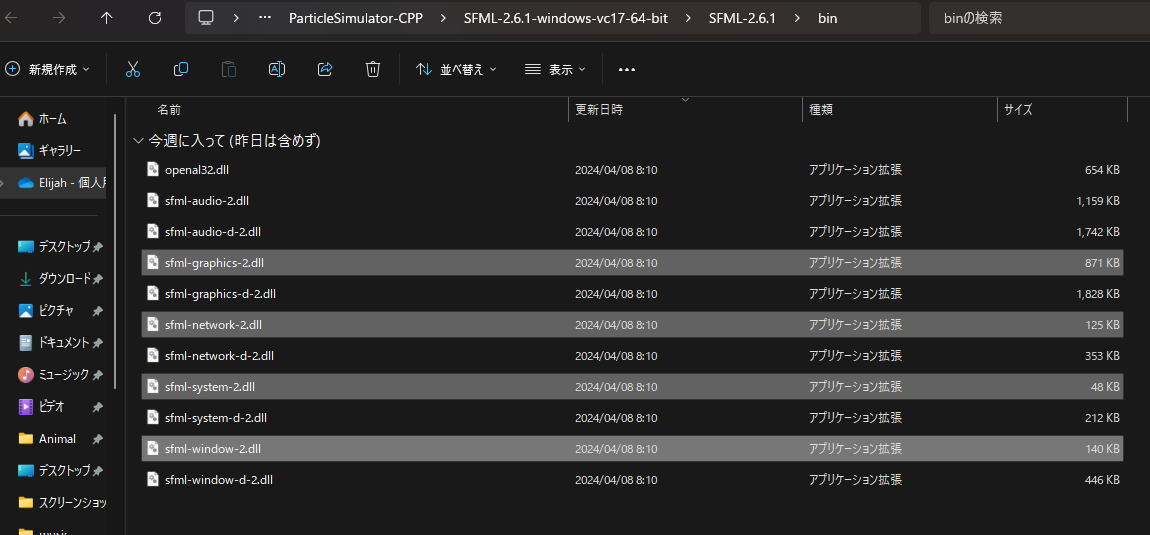 ParticleSimulator-CPP > SFML-2.6.1-windows-vc17-64-bit > SFML-2.6.1 > bin
binの検索
新規作成
並べ替え
表示
名前 更新日時 種類 サイズ
今週に入って (昨日は含めず)
openal32.dll 2024/04/08 8:10 アプリケーション拡張 654 KB
sfml-audio-2.dll 2024/04/08 8:10 アプリケーション拡張 1,159 KB
sfml-audio-d-2.dll 2024/04/08 8:10 アプリケーション拡張 1,742 KB
sfml-graphics-2.dll 2024/04/08 8:10 アプリケーション拡張 871 KB
sfml-graphics-d-2.dll 2024/04/08 8:10 アプリケーション拡張 1,828 KB
sfml-network-2.dll 2024/04/08 8:10 アプリケーション拡張 125 KB
sfml-network-d-2.dll 2024/04/08 8:10 アプリケーション拡張 353 KB
sfml-system-2.dll 2024/04/08 8:10 アプリケーション拡張 48 KB
sfml-system-d-2.dll 2024/04/08 8:10 アプリケーション拡張 212 KB
sfml-window-2.dll 2024/04/08 8:10 アプリケーション拡張 140 KB
sfml-window-d-2.dll 2024/04/08 8:10 アプリケーション拡張 446 KB
ホーム
ギャラリー
Elijah - 個人用
デスクトップ
ダウンロード
ピクチャ
ドキュメント
ミュージック
ビデオ
Animal
デスクトップ
スクリーンショッ